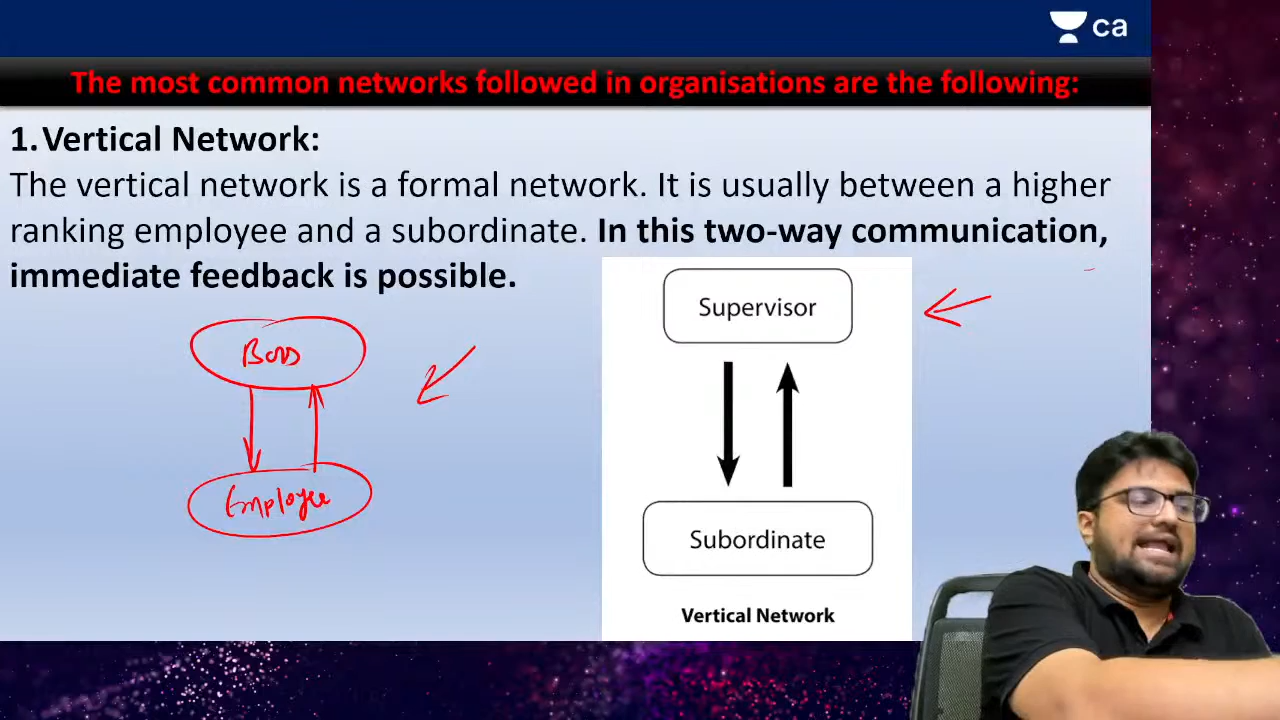 ca
The most common networks followed in organisations are the following:
1. Vertical Network:
The vertical network is a formal network. It is usually between a higher
ranking employee and a subordinate. In this two-way communication,
immediate feedback is possible.
Supervisor
Boss
Employee
Subordinate
Vertical Network